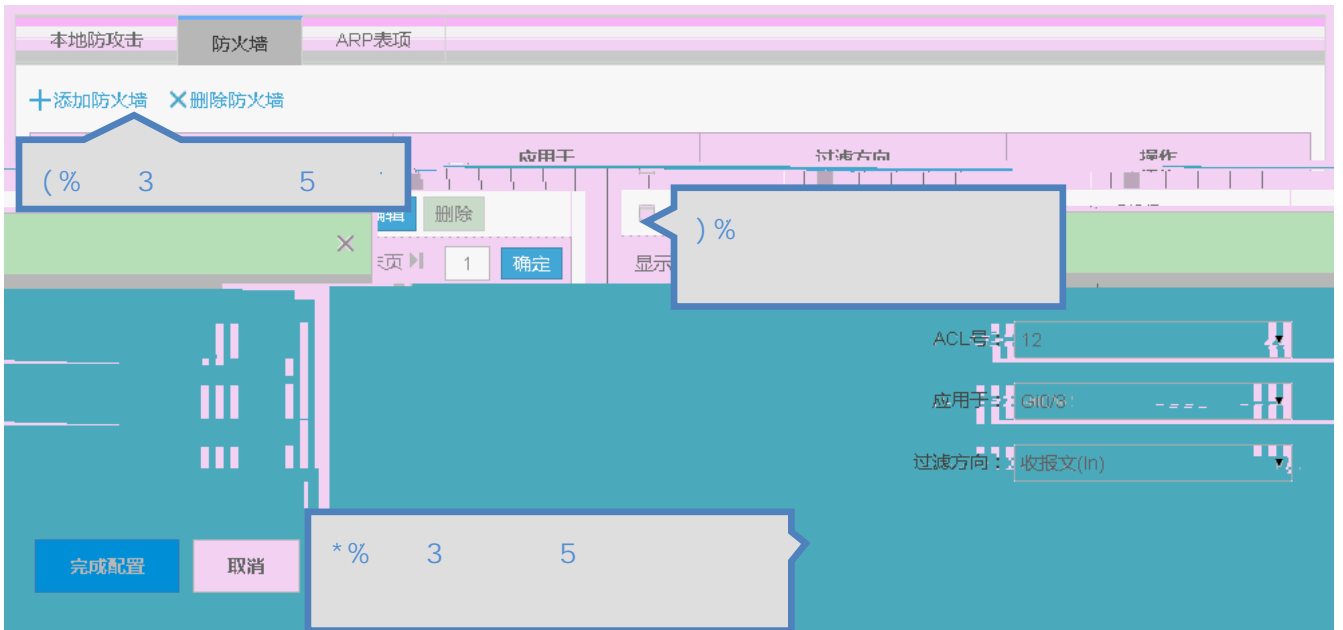 本地防攻击 防火墙 ARP表项
添加防火墙 删除防火墙
应用于 过滤方向 操作
(% 3 5
删除
)%
1 确定
显示
ACL号： 12
应用于： GI0/3
过滤方向： 收报文(In)
*% 3 5
完成配置 取消